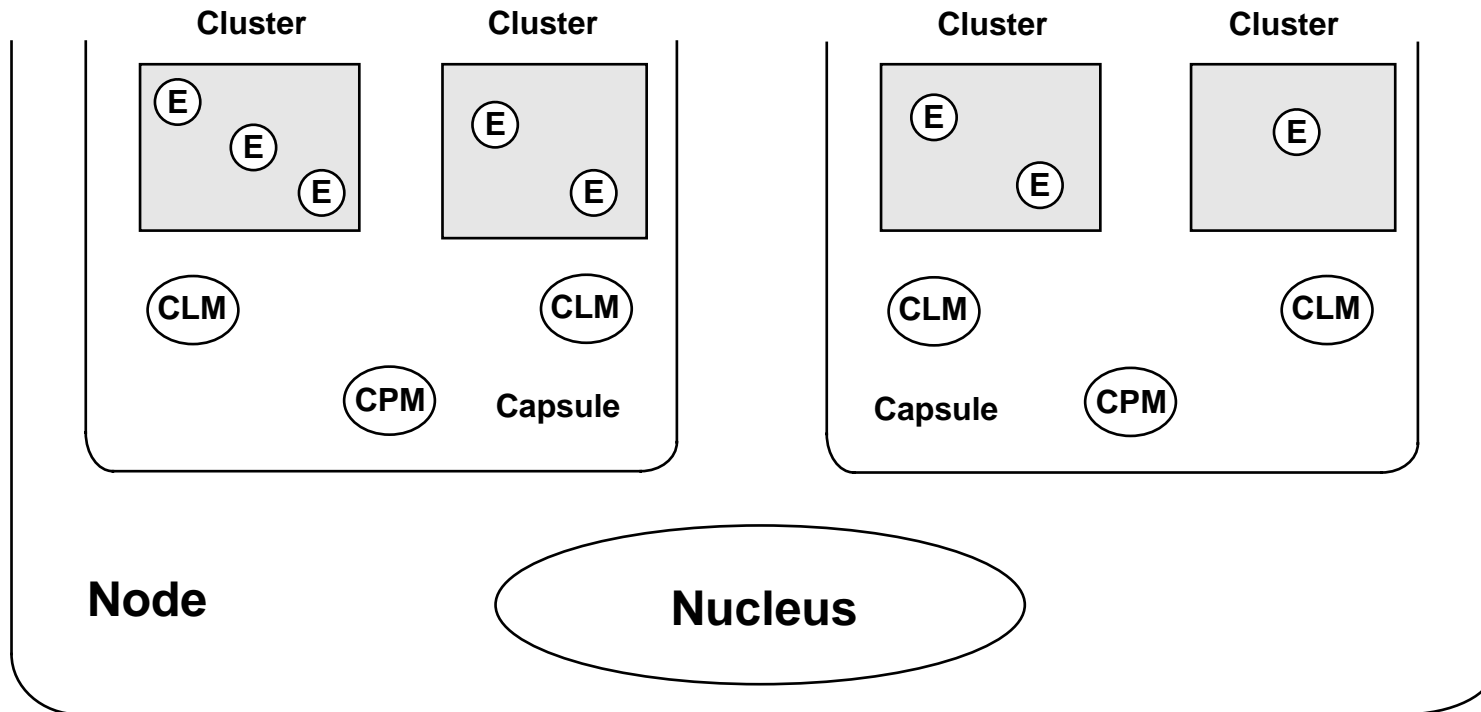 Cluster Cluster Cluster Cluster
E E E E
E
E E E
CLM CLM CLM CLM
CPM Capsule Capsule CPM
Node Nucleus